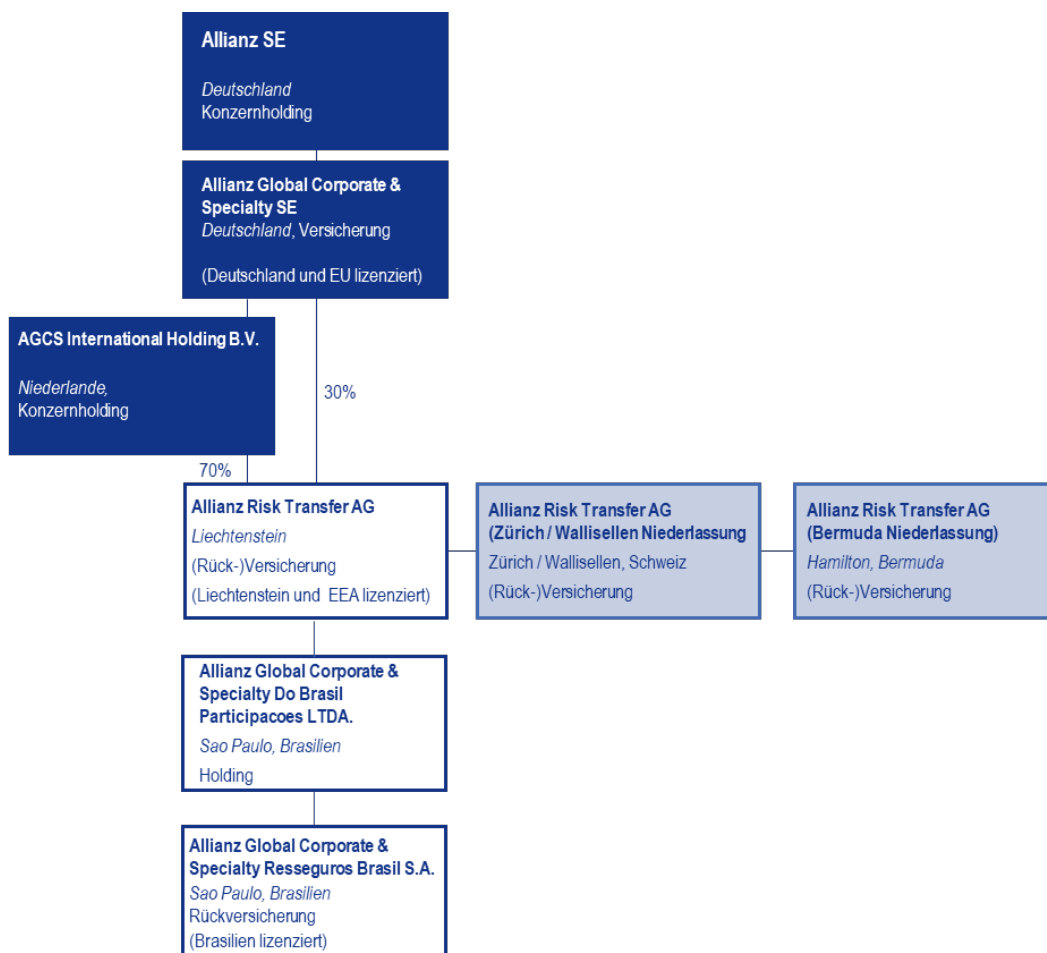 Allianz SE
Deutschland
Konzernholding
Allianz Global Corporate &
Specialty SE
Deutschland, Versicherung
(Deutschland und EU lizenziert)
AGCS International Holding B.V.
Niederlande,
Konzernholding
30%
70%
Allianz Risk Transfer AG
Liechtenstein
(Rück-)Versicherung
(Liechtenstein und EEA lizenziert)
Allianz Risk Transfer AG
(Zürich / Wallisellen Niederlassung
Zürich / Wallisellen, Schweiz
(Rück-)Versicherung
Allianz Risk Transfer AG
(Bermuda Niederlassung)
Hamilton, Bermuda
(Rück-)Versicherung
Allianz Global Corporate &
Specialty Do Brasil
Participacoes LTDA.
Sao Paulo, Brasilien
Holding
Allianz Global Corporate &
Specialty Resseguros Brasil S.A.
Sao Paulo, Brasilien
Rückversicherung
(Brasilien lizenziert)